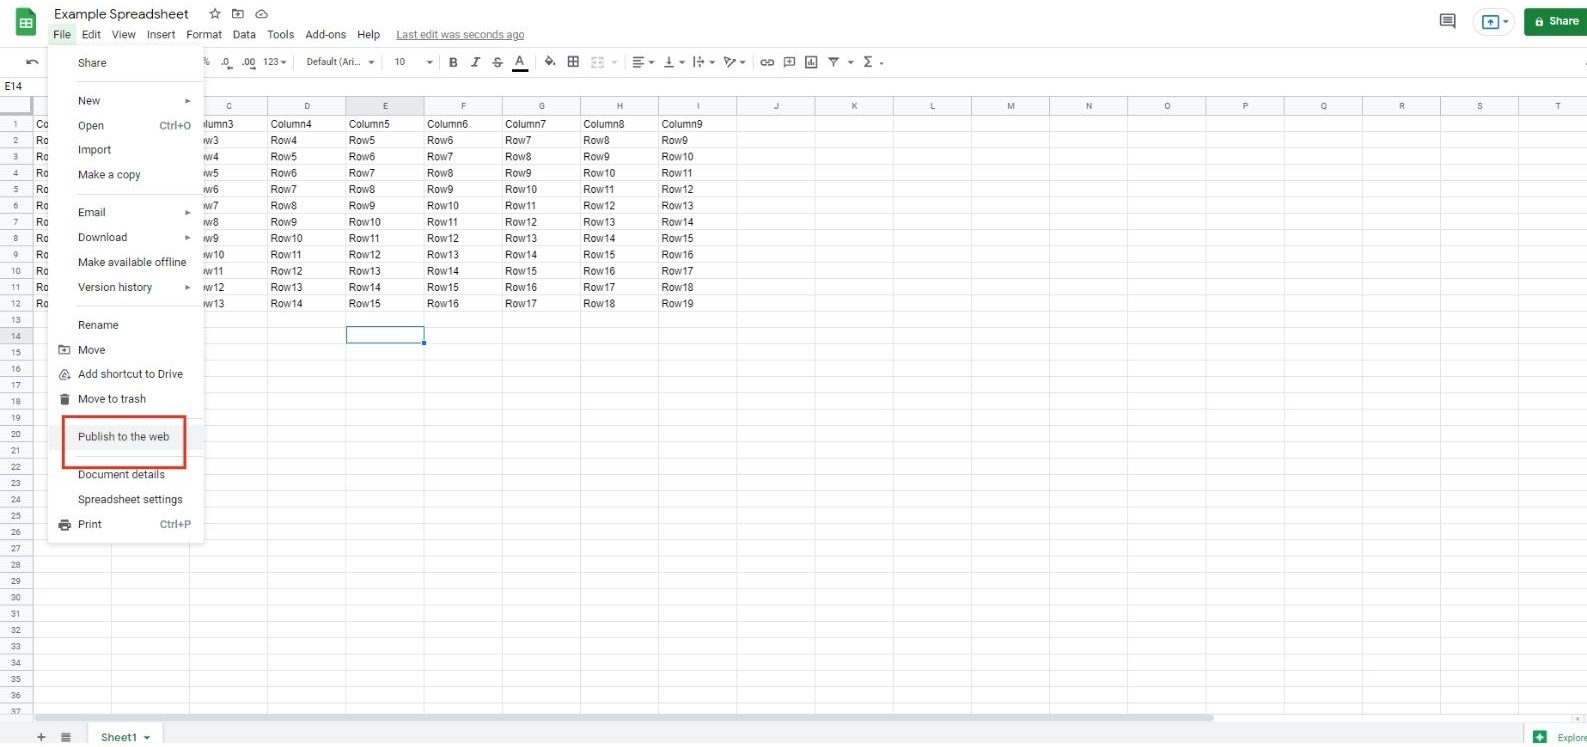 Example Spreadsheet
File Edit View Insert Format Data Tools Add-ons Help Last edit was seconds ago
Share
% .0 .00 123 Default (Ari... 10 B I S A Σ
E14
C D E F G H I J K L M N O P Q R S T
1 Co olumn3 Column4 Column5 Column6 Column7 Column8 Column9
2 Ro ow3 Row4 Row5 Row6 Row7 Row8 Row9
3 Ro ow4 Row5 Row6 Row7 Row8 Row9 Row10
4 Ro ow5 Row6 Row7 Row8 Row9 Row10 Row11
5 Ro ow6 Row7 Row8 Row9 Row10 Row11 Row12
6 Ro ow7 Row8 Row9 Row10 Row11 Row12 Row13
7 Ro ow8 Row9 Row10 Row11 Row12 Row13 Row14
8 Ro ow9 Row10 Row11 Row12 Row13 Row14 Row15
9 Ro ow10 Row11 Row12 Row13 Row14 Row15 Row16
10 Ro ow11 Row12 Row13 Row14 Row15 Row16 Row17
11 Ro ow12 Row13 Row14 Row15 Row16 Row17 Row18
12 Ro ow13 Row14 Row15 Row16 Row17 Row18 Row19
13
14
15
16
17
18
19
20
21
22
23
24
25
26
27
28
29
30
31
32
33
34
35
36
37
Share
New
Open Ctrl+O
Import
Make a copy
Email
Download
Make available offline
Version history
Rename
Move
Add shortcut to Drive
Move to trash
Publish to the web
Document details
Spreadsheet settings
Print Ctrl+P
+ Sheet1
Explore